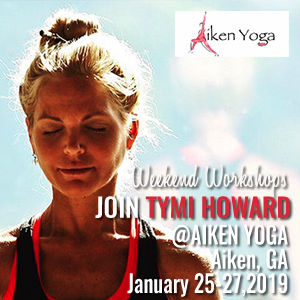 Aiken Yoga
Weekend Workshops
JOIN TYMI HOWARD
@AIKEN YOGA
Aiken, GA
January 25-27,2019